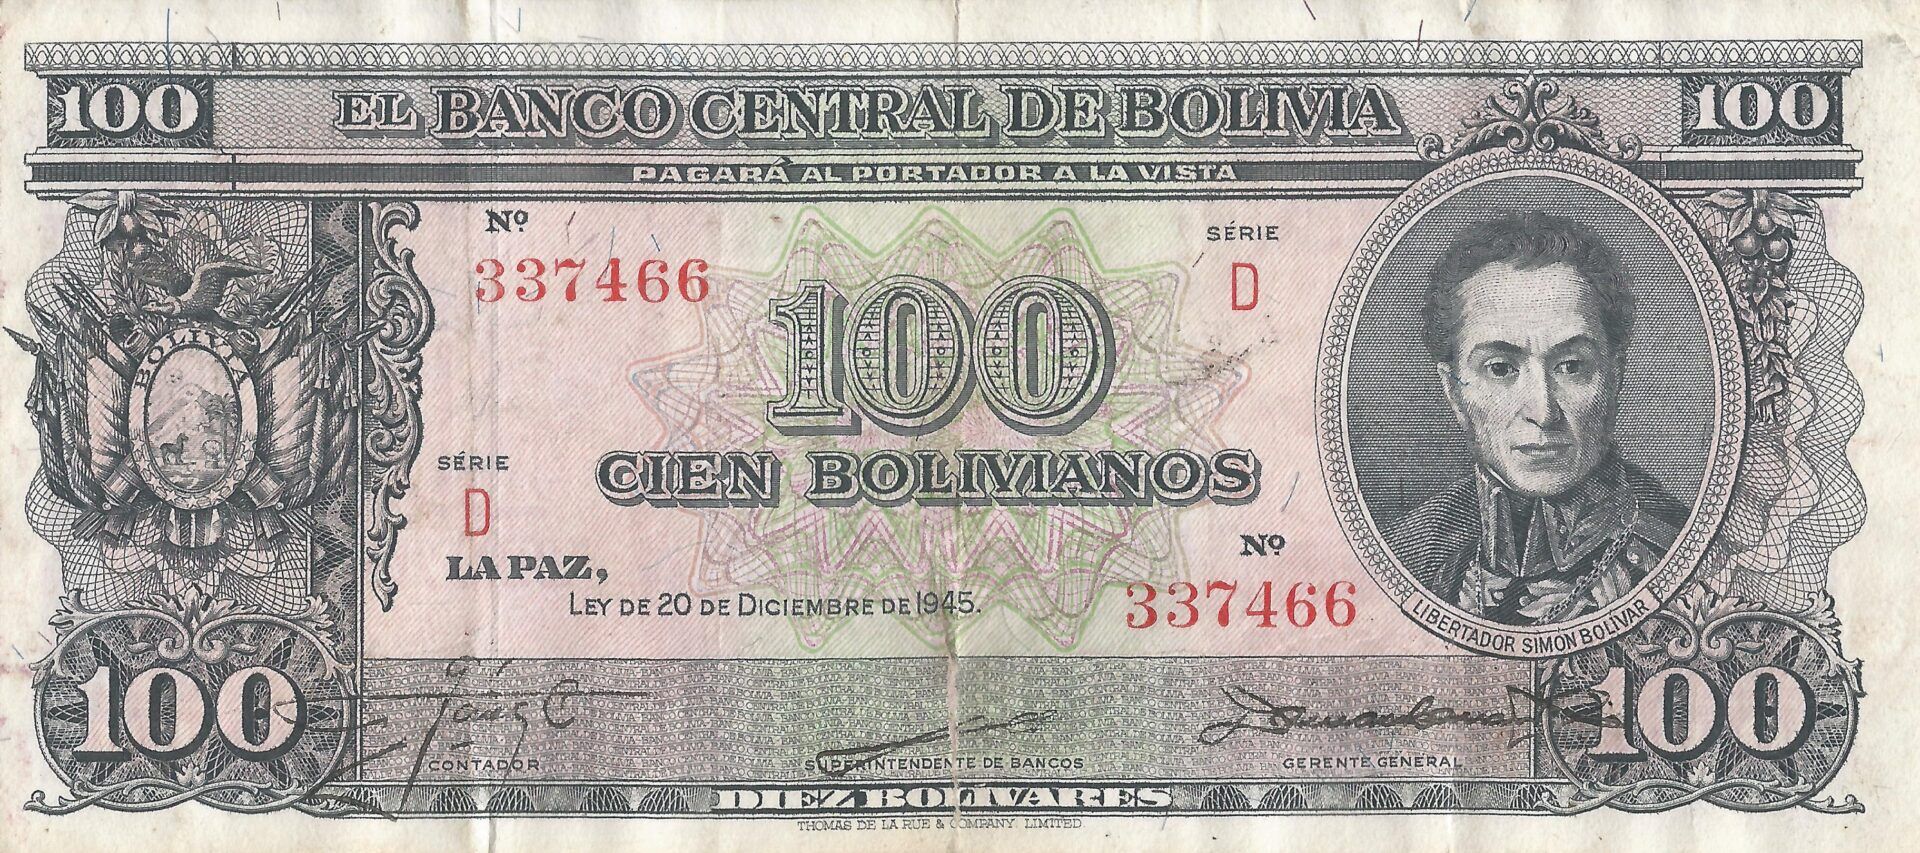 100 EL BANCO CENTRAL DE BOLIVIA 100
PAGARÁ AL PORTADOR A LA VISTA
Nº
337466
SÉRIE
D
BOLIVIA
100
SÉRIE
D
CIEN BOLIVIANOS
LA PAZ,
LEY DE 20 DE DICIEMBRE DE 1945.
Nº
337466
LIBERTADOR SIMON BOLIVAR
100
100
CONTADOR
SUPERINTENDENTE DE BANCOS
GERENTE GENERAL
DIEZ BOLIVARES
THOMAS DE LA RUE & COMPANY LIMITED